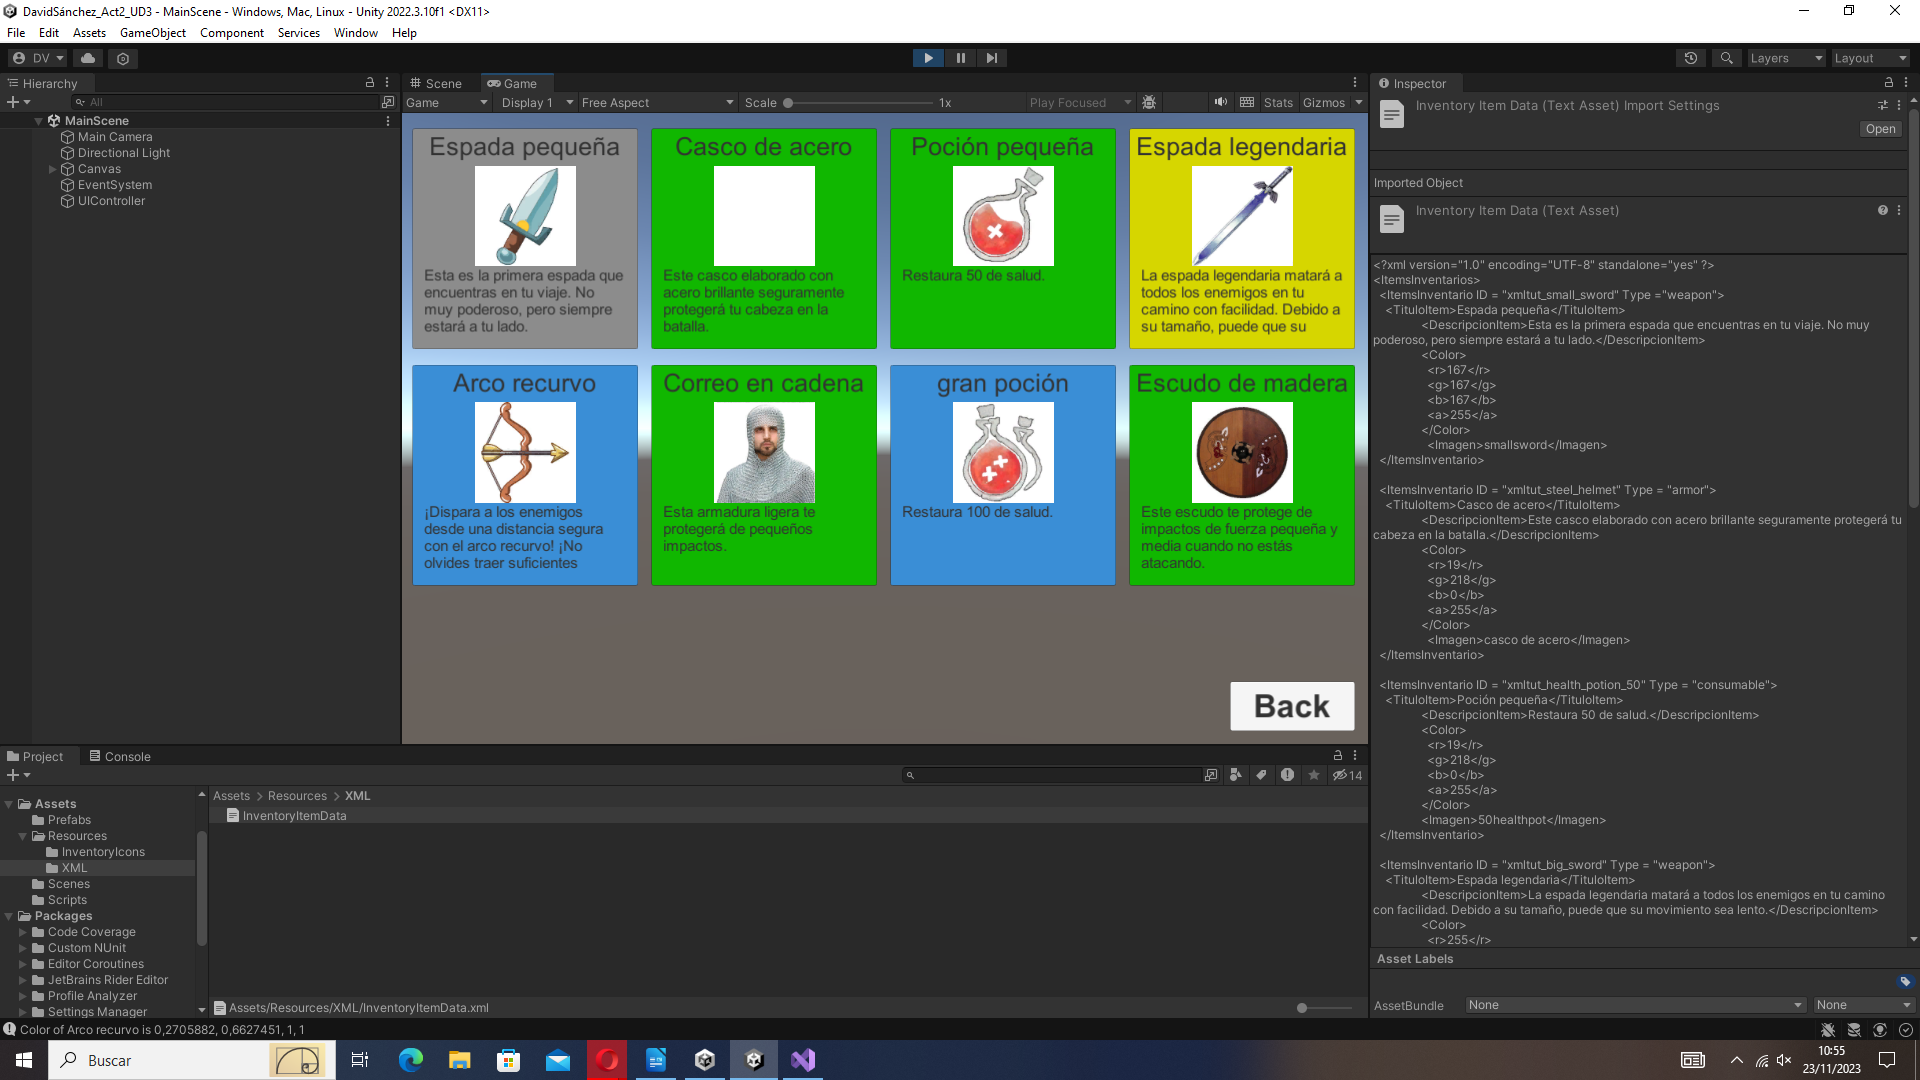 DavidSánchez_Act2_UD3 - MainScene - Windows, Mac, Linux - Unity 2022.3.10f1 <DX11>
File Edit Assets GameObject Component Services Window Help
DV
Layers
Layout
Hierarchy
All
MainScene
Main Camera
Directional Light
Canvas
EventSystem
UIController
Scene Game
Game Display 1 Free Aspect Scale 1x Play Focused Stats Gizmos
Espada pequeña
Esta es la primera espada que
encuentras en tu viaje. No
muy poderoso, pero siempre
estará a tu lado.
Casco de acero
Este casco elaborado con
acero brillante seguramente
protegerá tu cabeza en la
batalla.
Poción pequeña
Restaura 50 de salud.
Espada legendaria
La espada legendaria matará a
todos los enemigos en tu
camino con facilidad. Debido a
su tamaño, puede que su
Arco recurvo
¡Dispara a los enemigos
desde una distancia segura
con el arco recurvo! ¡No
olvides traer suficientes
Correo en cadena
Esta armadura ligera te
protegerá de pequeños
impactos.
gran poción
Restaura 100 de salud.
Escudo de madera
Este escudo te protege de
impactos de fuerza pequeña y
media cuando no estás
atacando.
Back
Inspector
Inventory Item Data (Text Asset) Import Settings
Open
Imported Object
Inventory Item Data (Text Asset)
<?xml version="1.0" encoding="UTF-8" standalone="yes" ?>
<ItemsInventarios>
<ItemsInventario ID = "xmltut_small_sword" Type ="weapon">
<TituloItem>Espada pequeña</TituloItem>
<DescripcionItem>Esta es la primera espada que encuentras en tu viaje. No muy
poderoso, pero siempre estará a tu lado.</DescripcionItem>
<Color>
<r>167</r>
<g>167</g>
<b>167</b>
<a>255</a>
</Color>
<Imagen>smallsword</Imagen>
</ItemsInventario>
<ItemsInventario ID = "xmltut_steel_helmet" Type = "armor">
<TituloItem>Casco de acero</TituloItem>
<DescripcionItem>Este casco elaborado con acero brillante seguramente protegerá tu
cabeza en la batalla.</DescripcionItem>
<Color>
<r>19</r>
<g>218</g>
<b>0</b>
<a>255</a>
</Color>
<Imagen>casco de acero</Imagen>
</ItemsInventario>
<ItemsInventario ID = "xmltut_health_potion_50" Type = "consumable">
<TituloItem>Poción pequeña</TituloItem>
<DescripcionItem>Restaura 50 de salud.</DescripcionItem>
<Color>
<r>19</r>
<g>218</g>
<b>0</b>
<a>255</a>
</Color>
<Imagen>50healthpot</Imagen>
</ItemsInventario>
<ItemsInventario ID = "xmltut_big_sword" Type = "weapon">
<TituloItem>Espada legendaria</TituloItem>
<DescripcionItem>La espada legendaria matará a todos los enemigos en tu camino
con facilidad. Debido a su tamaño, puede que su movimiento sea lento.</DescripcionItem>
<Color>
<r>255</r>
Asset Labels
AssetBundle None None
Project Console
14
Assets
Prefabs
Resources
InventoryIcons
XML
Scenes
Scripts
Packages
Code Coverage
Custom NUnit
Editor Coroutines
JetBrains Rider Editor
Profile Analyzer
Settings Manager
Assets > Resources > XML
InventoryItemData
Assets/Resources/XML/InventoryItemData.xml
Color of Arco recurvo is 0,2705882, 0,6627451, 1, 1
Buscar
10:55
23/11/2023